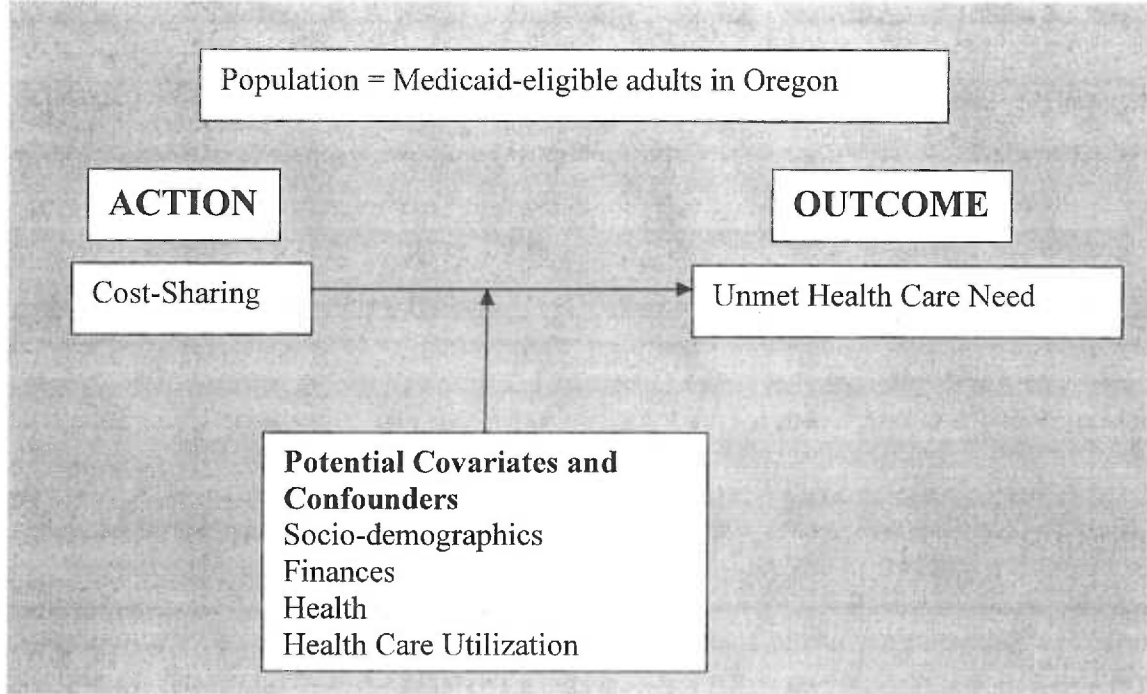 Population = Medicaid-eligible adults in Oregon
ACTION
OUTCOME
Cost-Sharing
Unmet Health Care Need
Potential Covariates and
Confounders
Socio-demographics
Finances
Health
Health Care Utilization